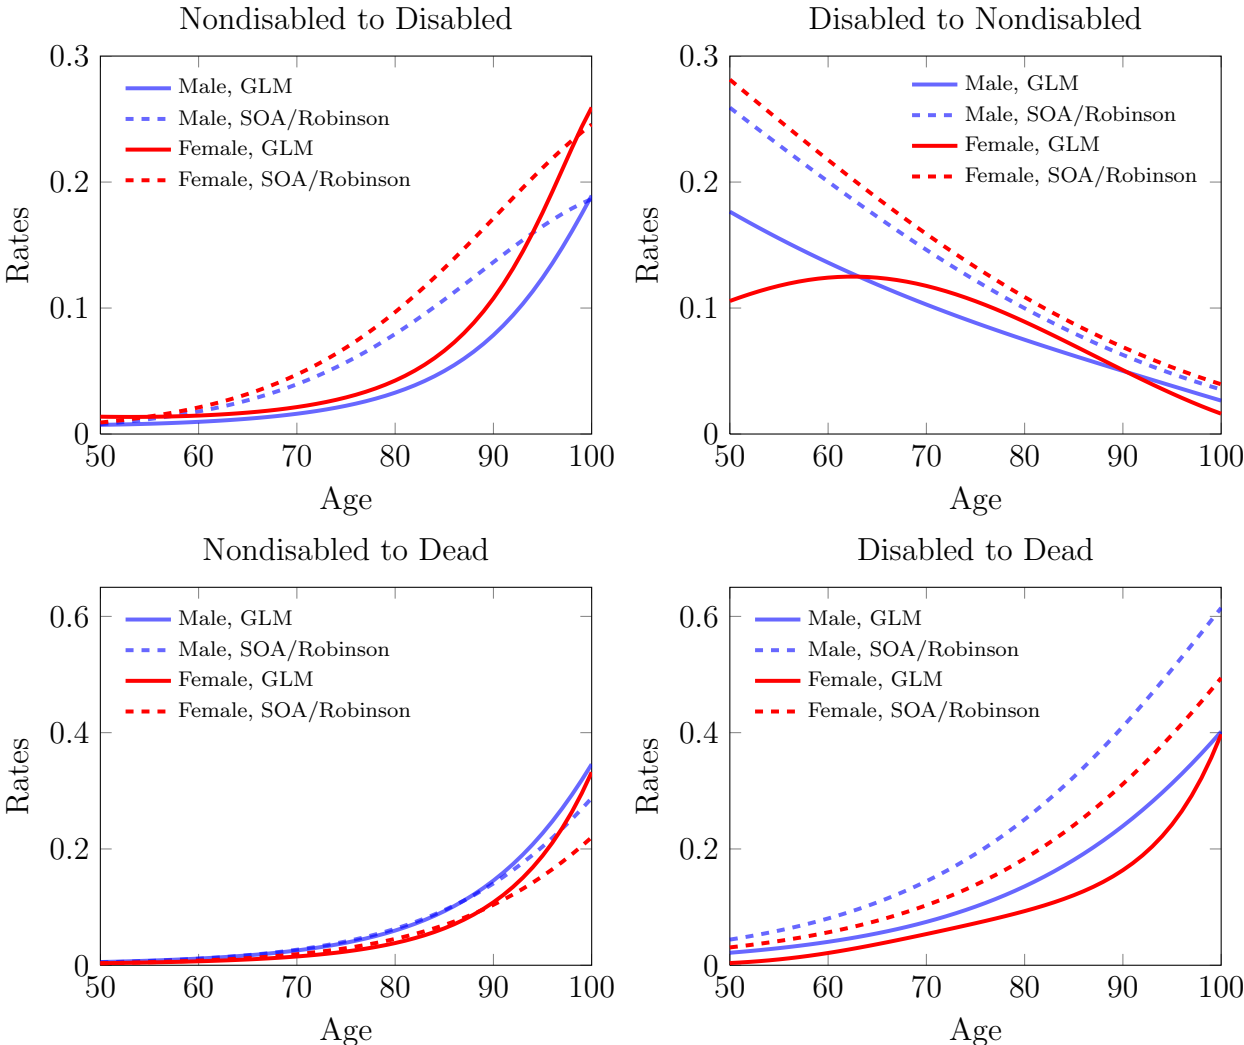 Nondisabled to Disabled
0.3
0.2
0.1
0
Rates
Male, GLM
Male, SOA/Robinson
Female, GLM
Female, SOA/Robinson
50 60 70 80 90 100
Age
Disabled to Nondisabled
0.3
0.2
0.1
0
Rates
Male, GLM
Male, SOA/Robinson
Female, GLM
Female, SOA/Robinson
50 60 70 80 90 100
Age
Nondisabled to Dead
0.6
0.4
0.2
0
Rates
Male, GLM
Male, SOA/Robinson
Female, GLM
Female, SOA/Robinson
50 60 70 80 90 100
Age
Disabled to Dead
0.6
0.4
0.2
0
Rates
Male, GLM
Male, SOA/Robinson
Female, GLM
Female, SOA/Robinson
50 60 70 80 90 100
Age